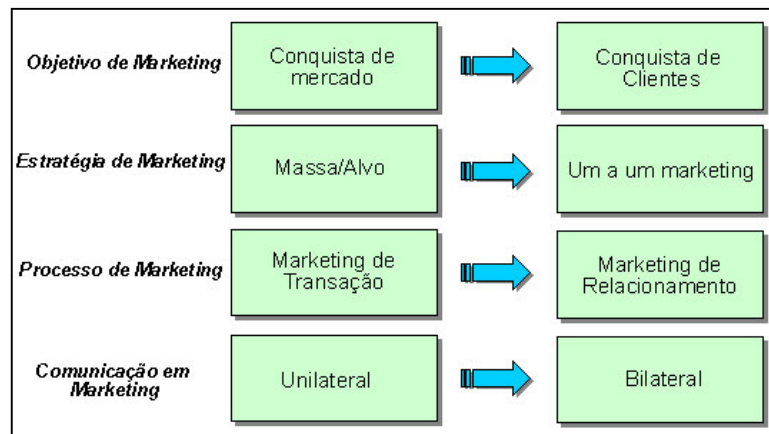 Objetivo de Marketing
Conquista de
mercado
Conquista de
Clientes
Estratégia de Marketing
Massa/Alvo
Um a um marketing
Processo de Marketing
Marketing de
Transação
Marketing de
Relacionamento
Comunicação em
Marketing
Unilateral
Bilateral